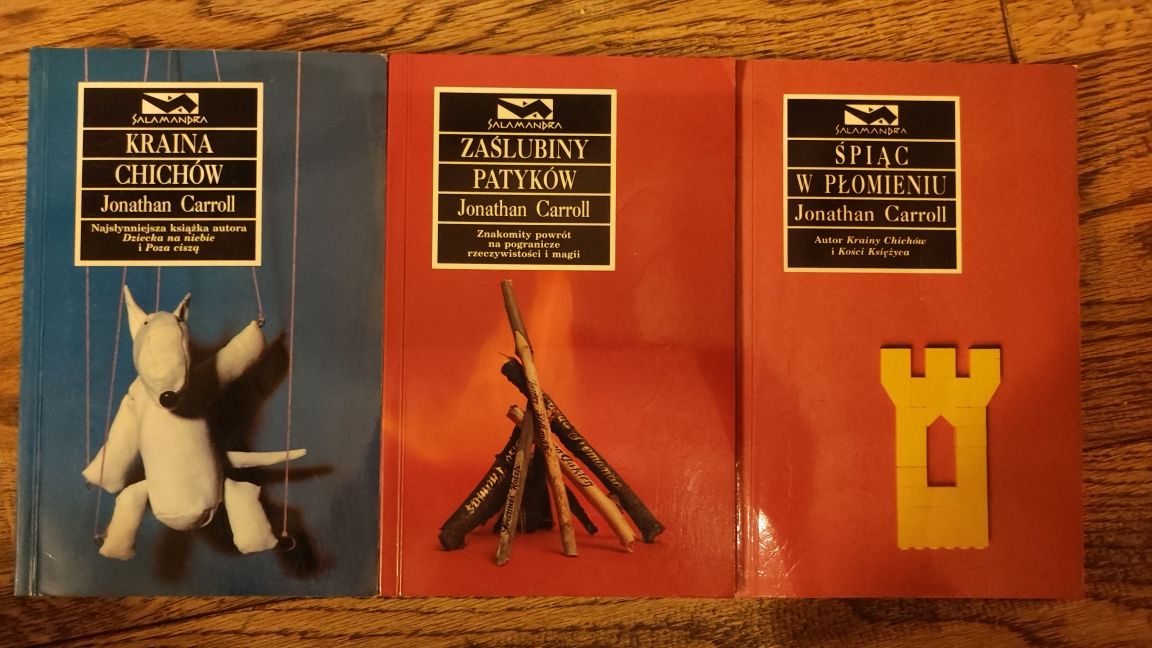 SALAMANDRA
KRAINA
CHICHÓW
Jonathan Carroll
Najsłynniejsza książka autora
Dziecka na niebie
i Poza ciszą
SALAMANDRA
ZAŚLUBINY
PATYKÓW
Jonathan Carroll
Znakomity powrót
na pogranicze
rzeczywistości i magii
SALAMANDRA
ŚPIĄC
W PŁOMIENIU
Jonathan Carroll
Autor Krainy Chichów
i Kości Księżyca